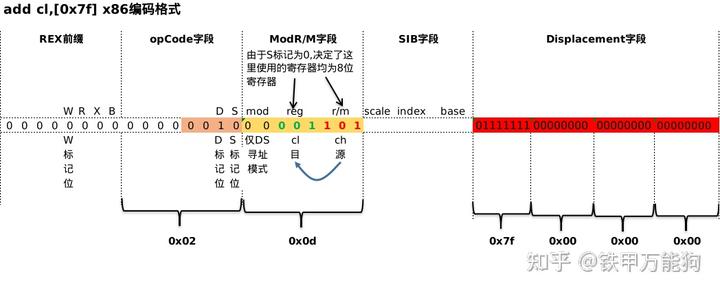 add cl,[0x7f] x86编码格式
REX前缀 opCode字段 ModR/M字段 SIB字段 Displacement字段
由于S标记为0,决定了这
里使用的寄存器均为8位
寄存器
W R X B D S mod reg r/m scale index base
0 0 0 0 0 0 0 0 0 0 0 0 0 0 1 0 0 0 0 0 1 1 0 1 01111111 00000000 00000000 00000000
W D S 仅DS cl ch
标 标 标 寻址 目 源
记 记 记 模式
位 位 位
0x02 0x0d 0x7f 0x00 0x00 0x00
知乎 @铁甲万能狗